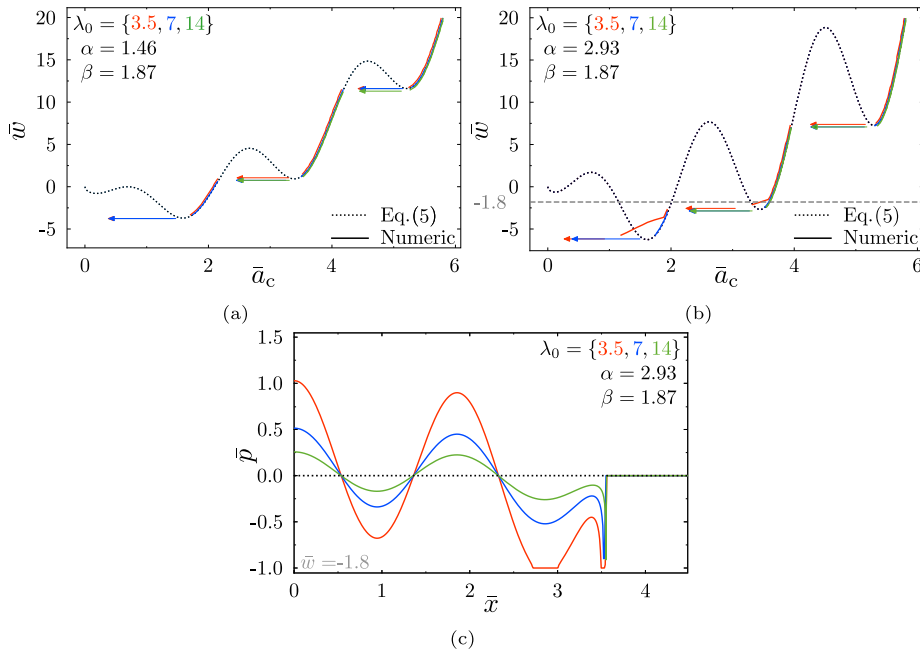 20
15
10
5
0
-5
w̄
λ₀ = {3.5, 7, 14}
α = 1.46
β = 1.87
Eq.(5)
Numeric
0 2 4 6
ā_c
(a)
20
15
10
5
0
-1.8
-5
w̄
λ₀ = {3.5, 7, 14}
α = 2.93
β = 1.87
Eq.(5)
Numeric
0 2 4 6
ā_c
(b)
1.5
1.0
0.5
0.0
-0.5
-1.0
p̄
λ₀ = {3.5, 7, 14}
α = 2.93
β = 1.87
w̄ =-1.8
0 1 2 3 4
x̄
(c)